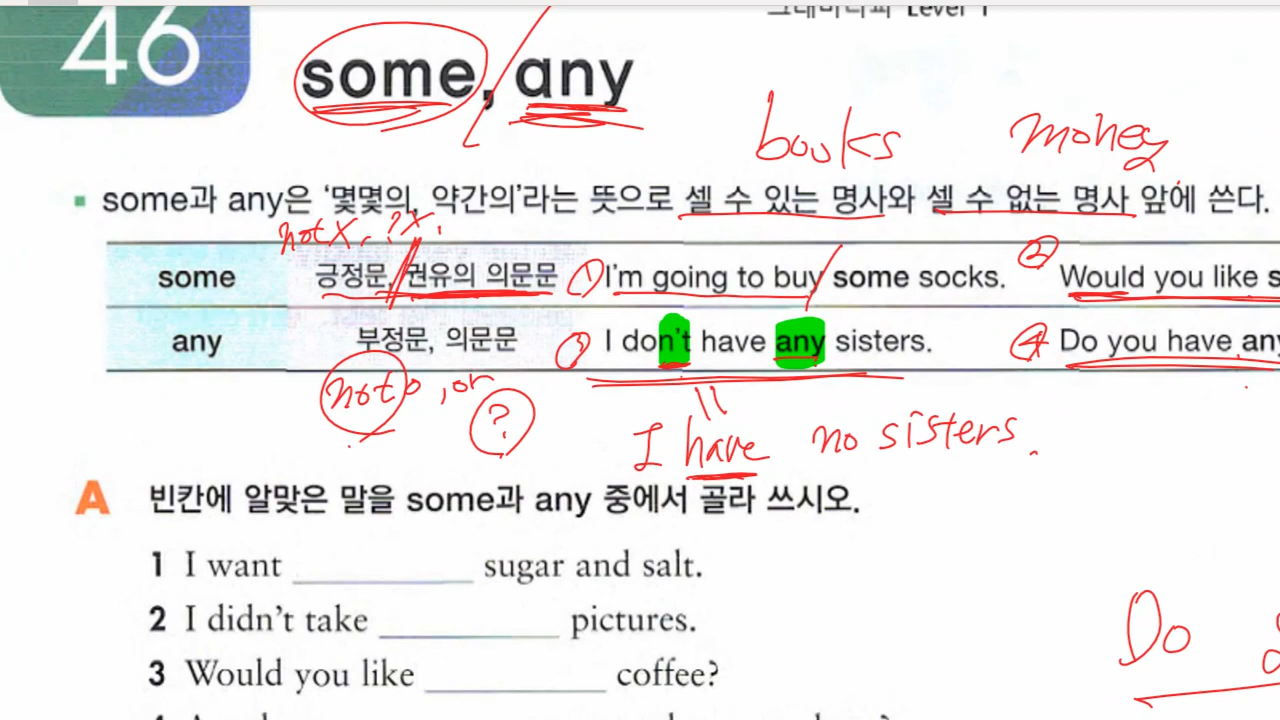 Level 1
46
some, any
books money
some과 any은 '몇몇의, 약간의'라는 뜻으로 셀 수 있는 명사와 셀 수 없는 명사 앞에 쓴다.
not X, ? X.
some 긍정문, 권유의 의문문 ① I'm going to buy some socks. ② Would you like s
any 부정문, 의문문 ③ I don't have any sisters. ④ Do you have any
not o, or ?
I have no sisters.
A 빈칸에 알맞은 말을 some과 any 중에서 골라 쓰시오.
1 I want ________ sugar and salt.
2 I didn't take ________ pictures.
Do
3 Would you like ________ coffee?